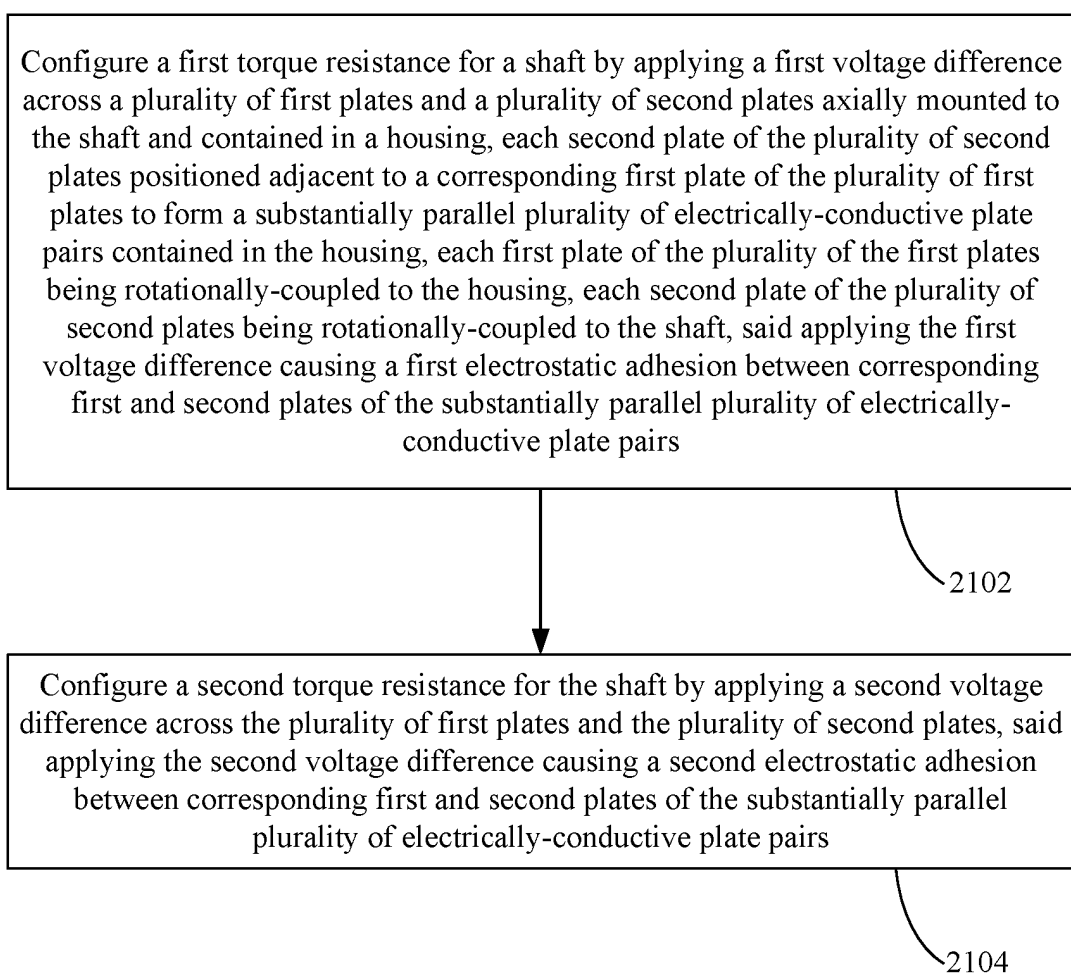 Configure a first torque resistance for a shaft by applying a first voltage difference
across a plurality of first plates and a plurality of second plates axially mounted to
the shaft and contained in a housing, each second plate of the plurality of second
plates positioned adjacent to a corresponding first plate of the plurality of first
plates to form a substantially parallel plurality of electrically-conductive plate
pairs contained in the housing, each first plate of the plurality of the first plates
being rotationally-coupled to the housing, each second plate of the plurality of
second plates being rotationally-coupled to the shaft, said applying the first
voltage difference causing a first electrostatic adhesion between corresponding
first and second plates of the substantially parallel plurality of electrically-
conductive plate pairs
2102
Configure a second torque resistance for the shaft by applying a second voltage
difference across the plurality of first plates and the plurality of second plates, said
applying the second voltage difference causing a second electrostatic adhesion
between corresponding first and second plates of the substantially parallel
plurality of electrically-conductive plate pairs
2104